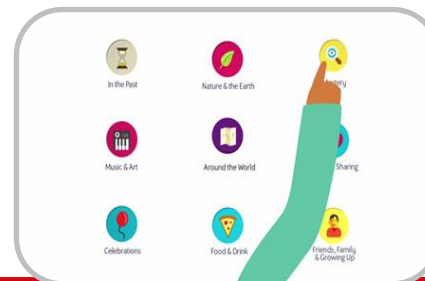 In the Past
Nature & the Earth
Music & Art
Around the World
Sharing
Celebrations
Food & Drink
Friends, Family
& Growing Up